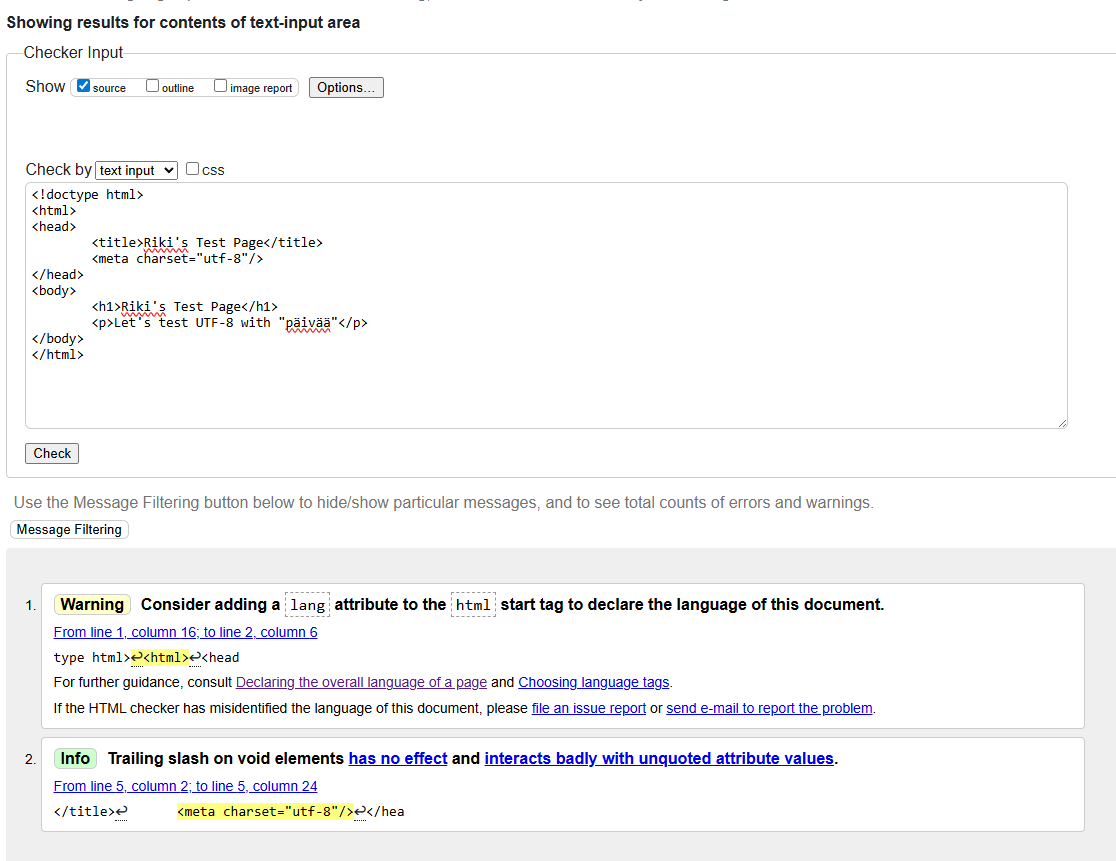 Showing results for contents of text-input area
Checker Input
Show source outline image report Options...
Check by text input css
<!doctype html>
<html>
<head>
<title>Riki's Test Page</title>
<meta charset="utf-8"/>
</head>
<body>
<h1>Riki's Test Page</h1>
<p>Let's test UTF-8 with "päivää"</p>
</body>
</html>
Check
Use the Message Filtering button below to hide/show particular messages, and to see total counts of errors and warnings.
Message Filtering
1. Warning Consider adding a lang attribute to the html start tag to declare the language of this document.
From line 1, column 16; to line 2, column 6
type html>↩<html>↩<head
For further guidance, consult Declaring the overall language of a page and Choosing language tags.
If the HTML checker has misidentified the language of this document, please file an issue report or send e-mail to report the problem.
2. Info Trailing slash on void elements has no effect and interacts badly with unquoted attribute values.
From line 5, column 2; to line 5, column 24
</title>↩ <meta charset="utf-8"/>↩</hea